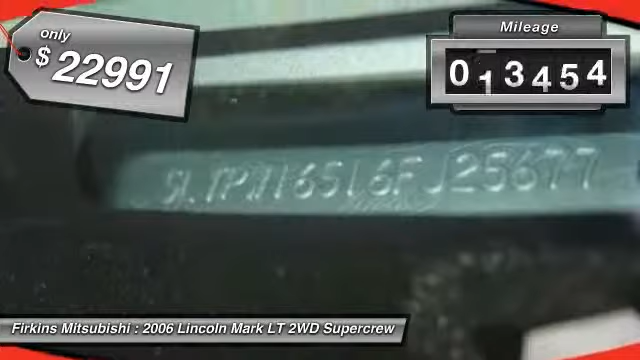 only
$22991
Mileage
013454
5LTPW16516FJ25677
Firkins Mitsubishi : 2006 Lincoln Mark LT 2WD Supercrew